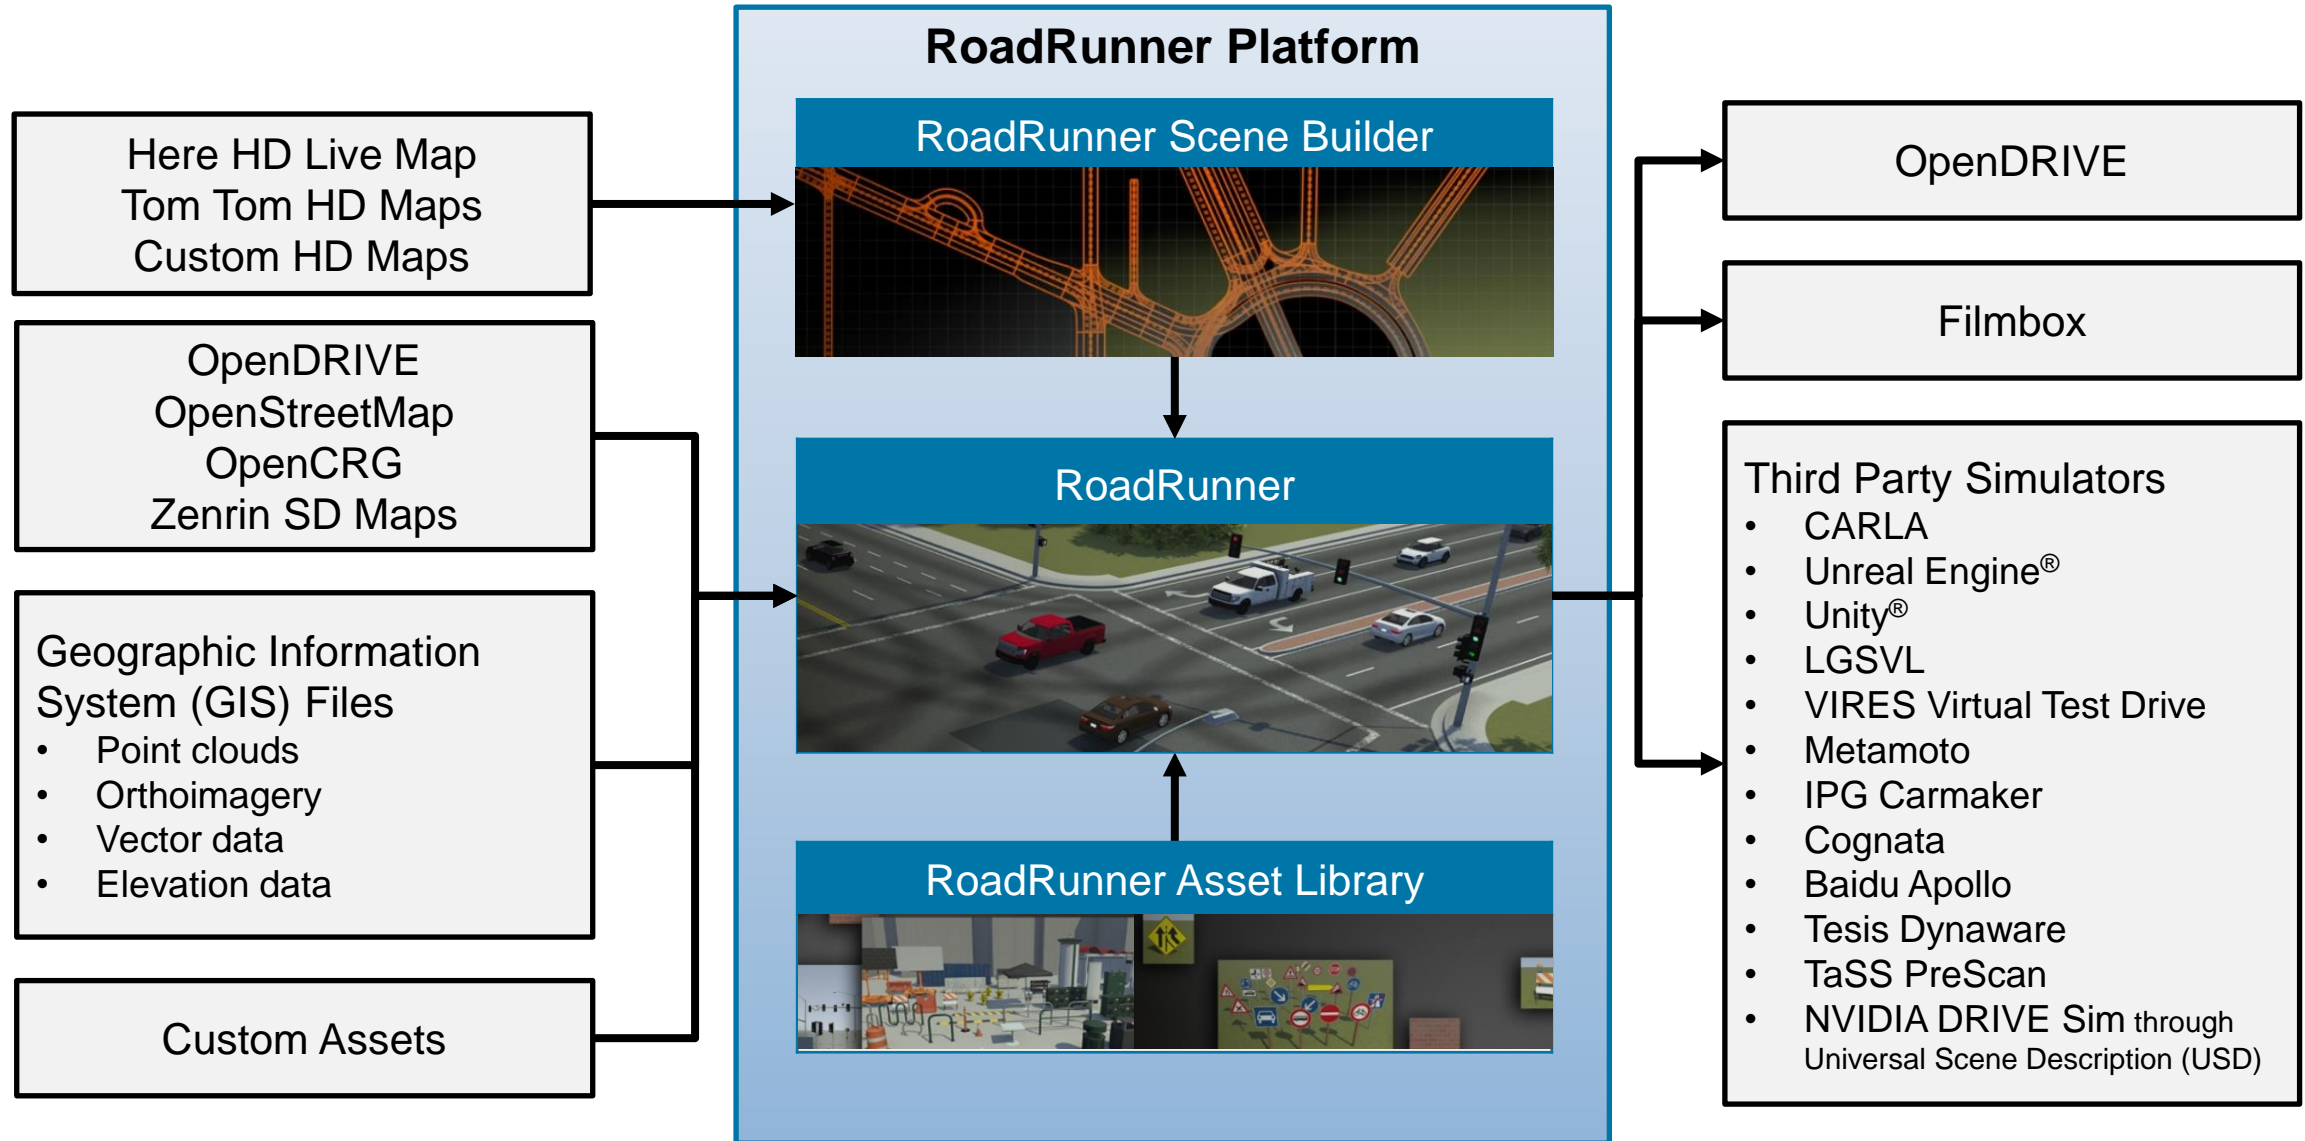 RoadRunner Platform
Here HD Live Map
Tom Tom HD Maps
Custom HD Maps
OpenDRIVE
OpenStreetMap
OpenCRG
Zenrin SD Maps
Geographic Information
System (GIS) Files
• Point clouds
• Orthoimagery
• Vector data
• Elevation data
Custom Assets
RoadRunner Scene Builder
RoadRunner
RoadRunner Asset Library
OpenDRIVE
Filmbox
Third Party Simulators
• CARLA
• Unreal Engine®
• Unity®
• LGSVL
• VIRES Virtual Test Drive
• Metamoto
• IPG Carmaker
• Cognata
• Baidu Apollo
• Tesis Dynaware
• TaSS PreScan
• NVIDIA DRIVE Sim through
Universal Scene Description (USD)